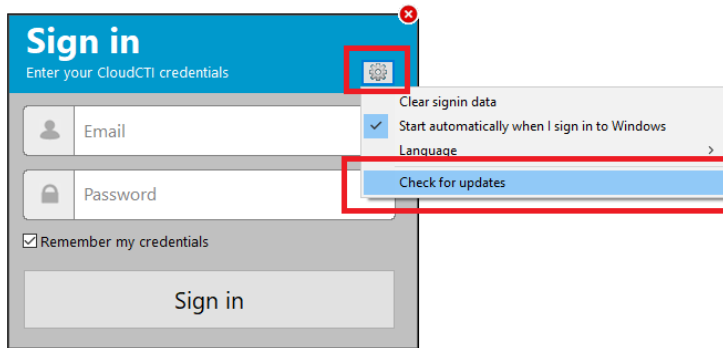 Sign in
Enter your CloudCTI credentials
Clear signin data
Start automatically when I sign in to Windows
Language
Check for updates
Email
Password
Remember my credentials
Sign in